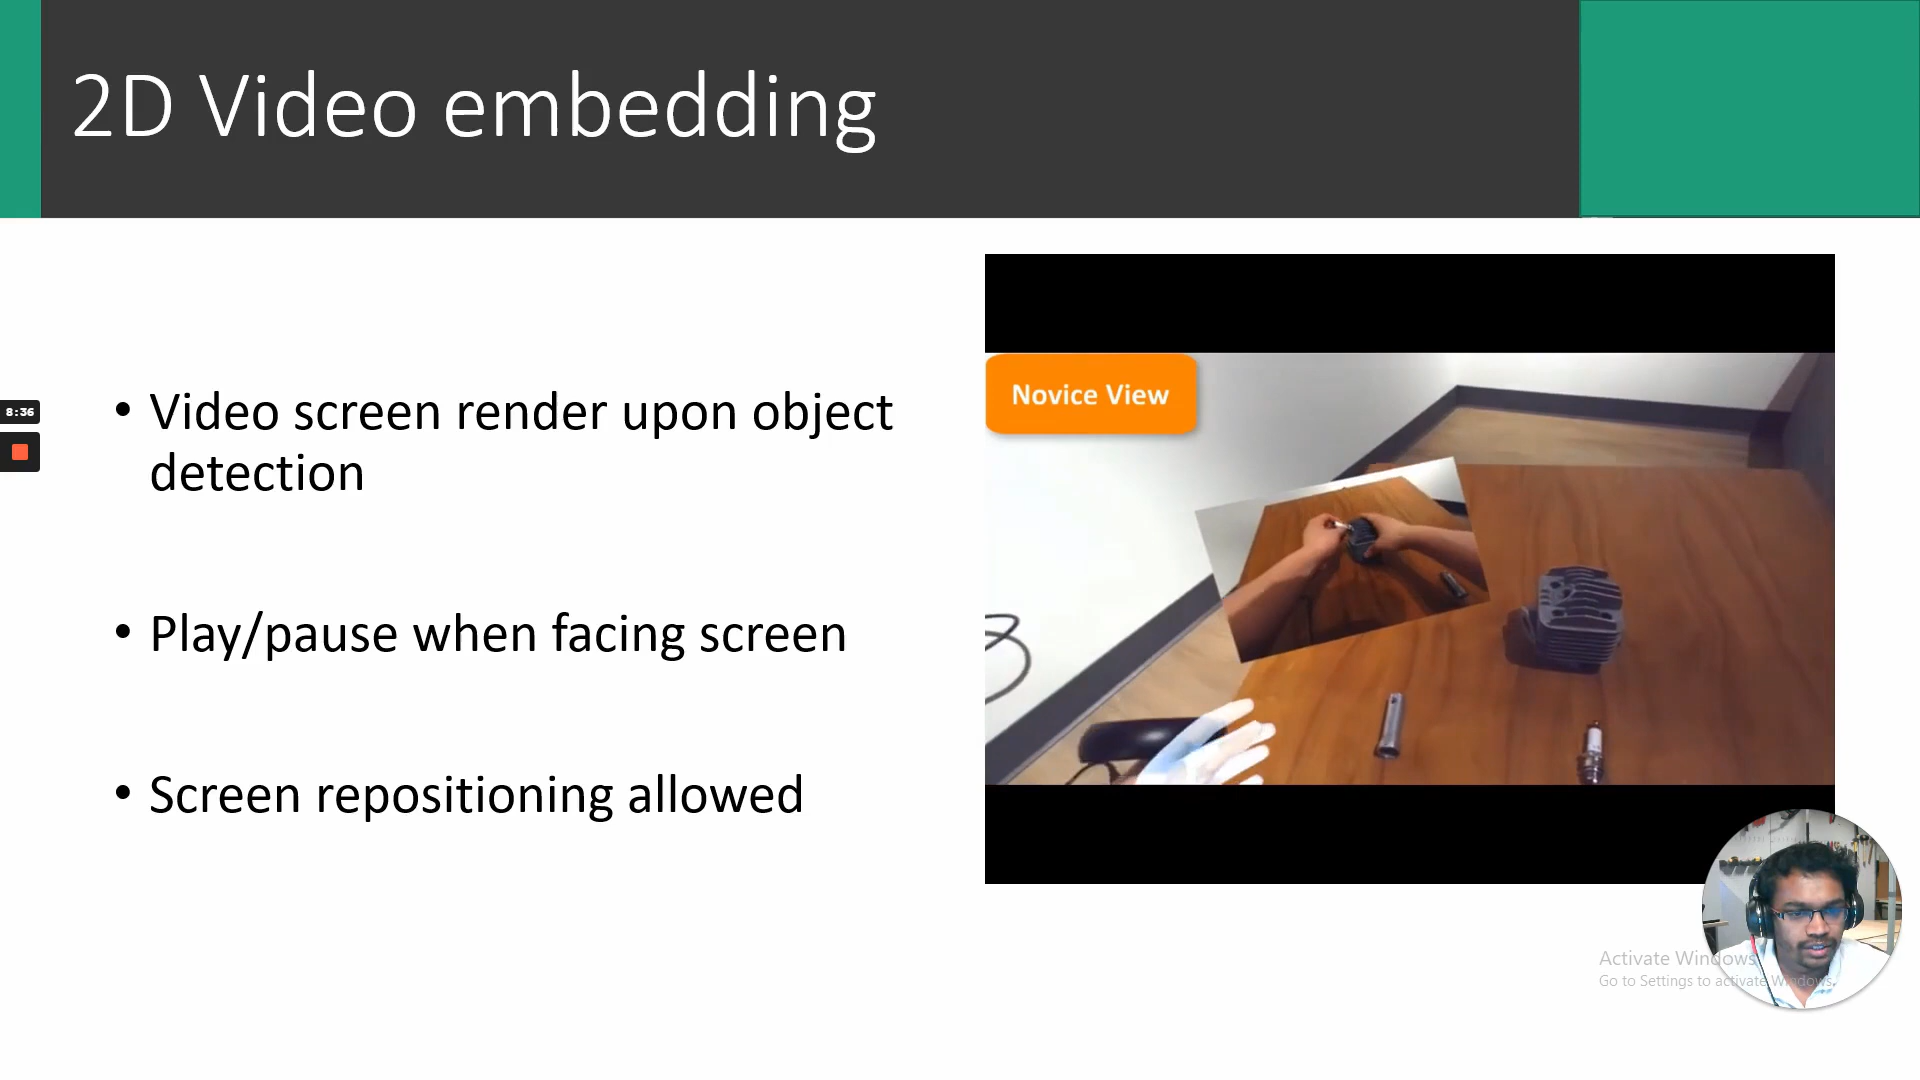 2D Video embedding
• Video screen render upon object
detection
• Play/pause when facing screen
• Screen repositioning allowed
8:36
Novice View
Activate Windows
Go to Settings to activate Windows.